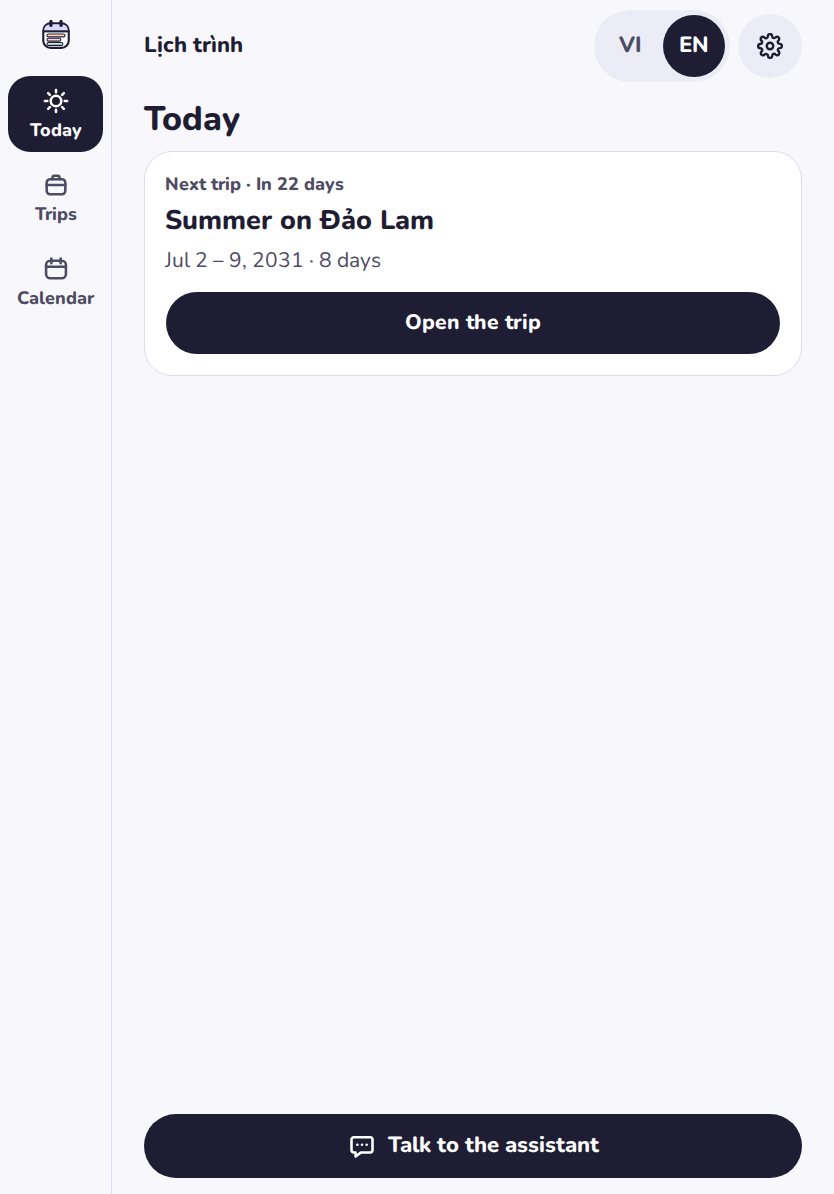 Lịch trình
VI
EN
Today
Trips
Calendar
Today
Next trip · In 22 days
Summer on Đảo Lam
Jul 2 – 9, 2031 · 8 days
Open the trip
Talk to the assistant